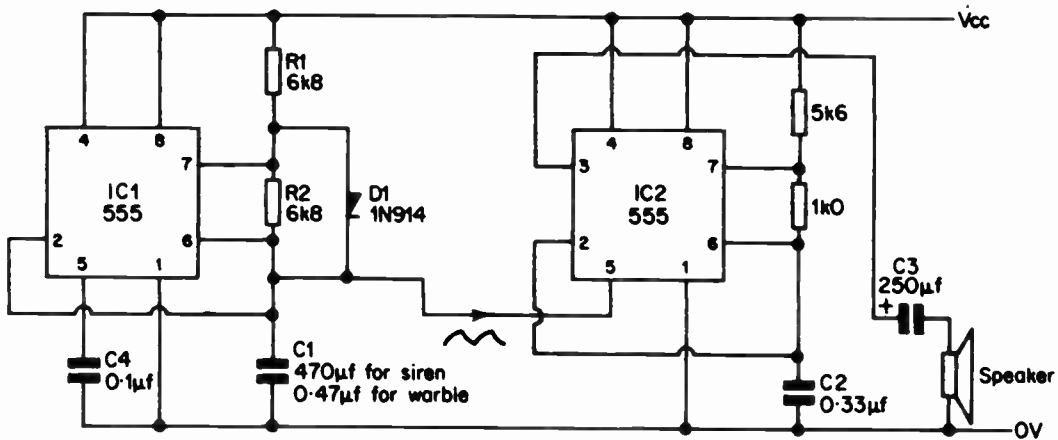 Vcc
R1
6k8
4
8
7
IC1
555
R2
6k8
D1
1N914
2
6
5
1
C4
0·1µf
C1
470µf for siren
0·47µf for warble
3
4
8
5k6
7
IC2
555
1k0
2
6
5
1
C3
250µf
+
C2
0·33µf
Speaker
0V